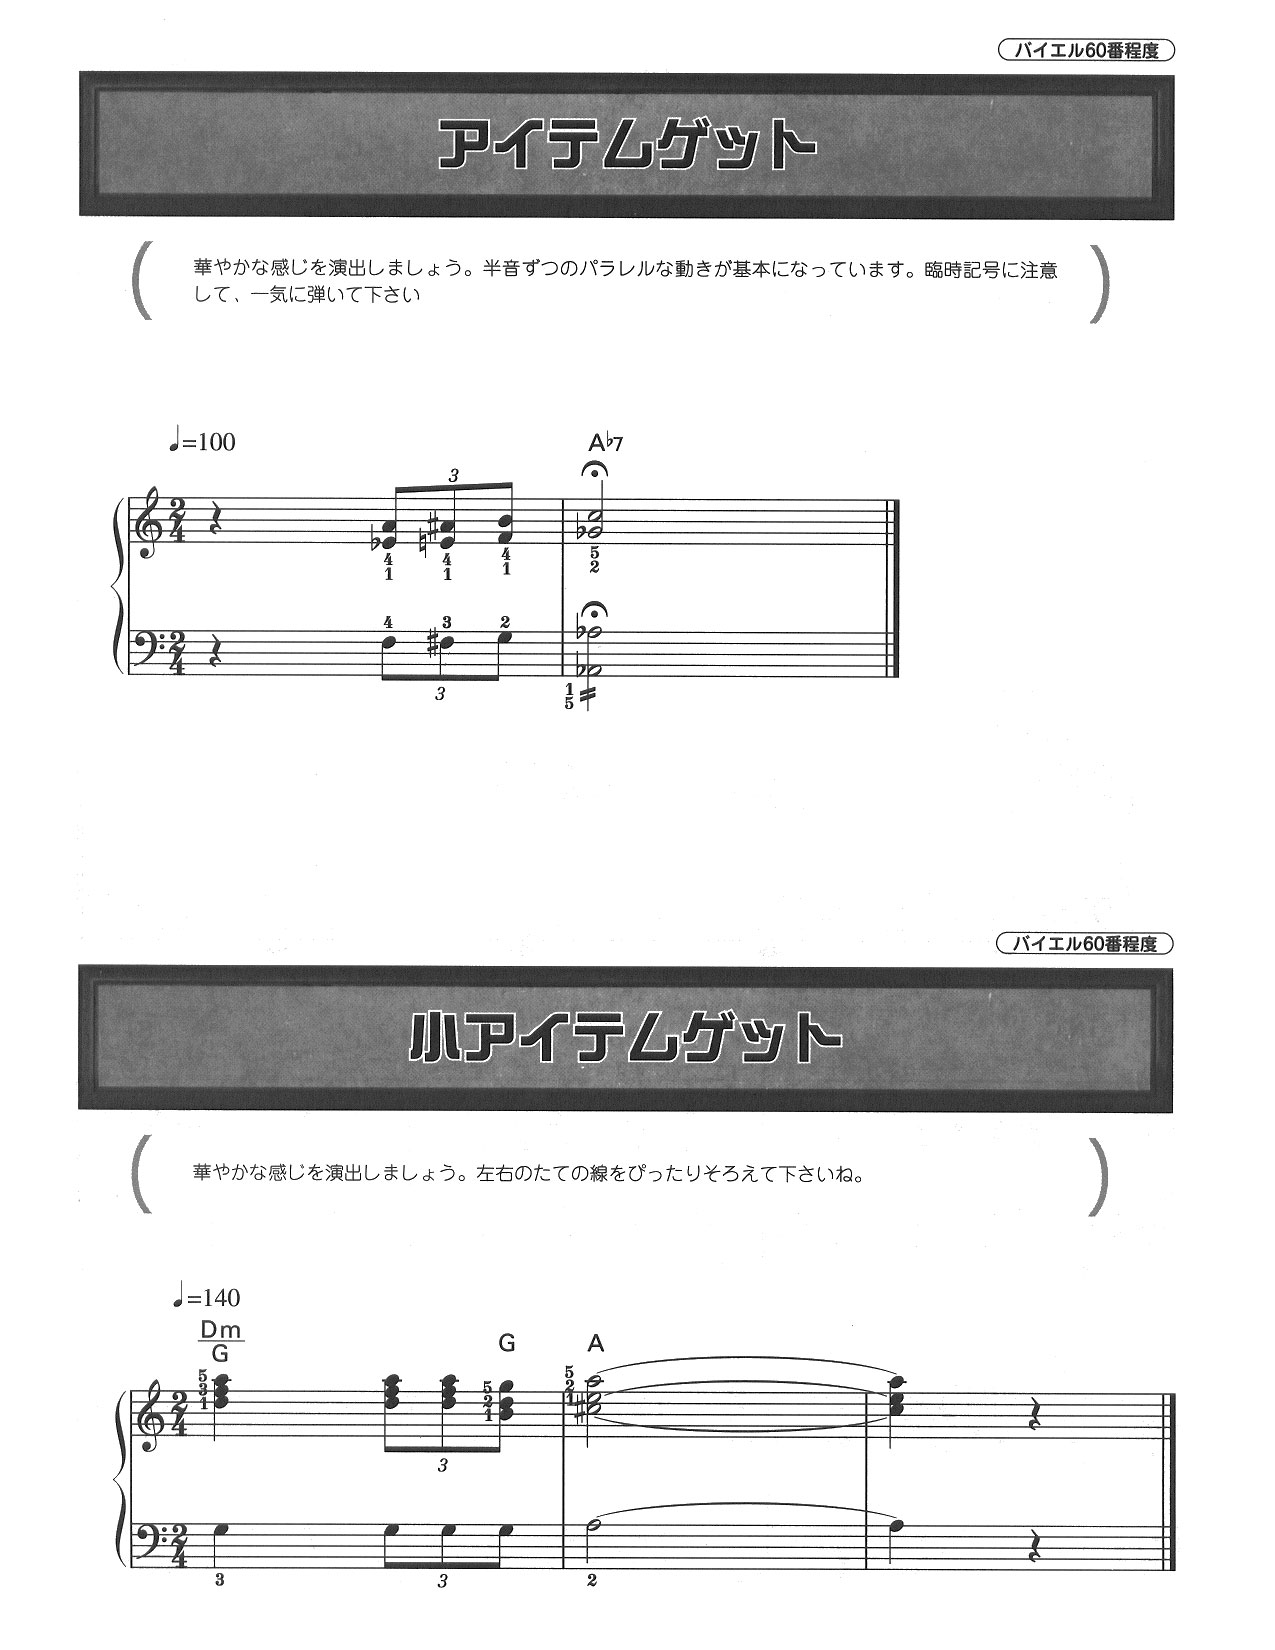 バイエル60番程度
アイテムゲット
華やかな感じを演出しましょう。半音ずつのパラレルな動きが基本になっています。臨時記号に注意
して、一気に弾いて下さい
♩=100
A♭7
3
2 4
4 1
4 1
4 1
5 2
4
3
2
2 4
3
1 5
バイエル60番程度
小アイテムゲット
華やかな感じを演出しましょう。左右のたての線をぴったりそろえて下さいね。
♩=140
Dm
G
G
A
5 3 1
5 2 1
5 2 1
2 4
3
2 4
3
3
2